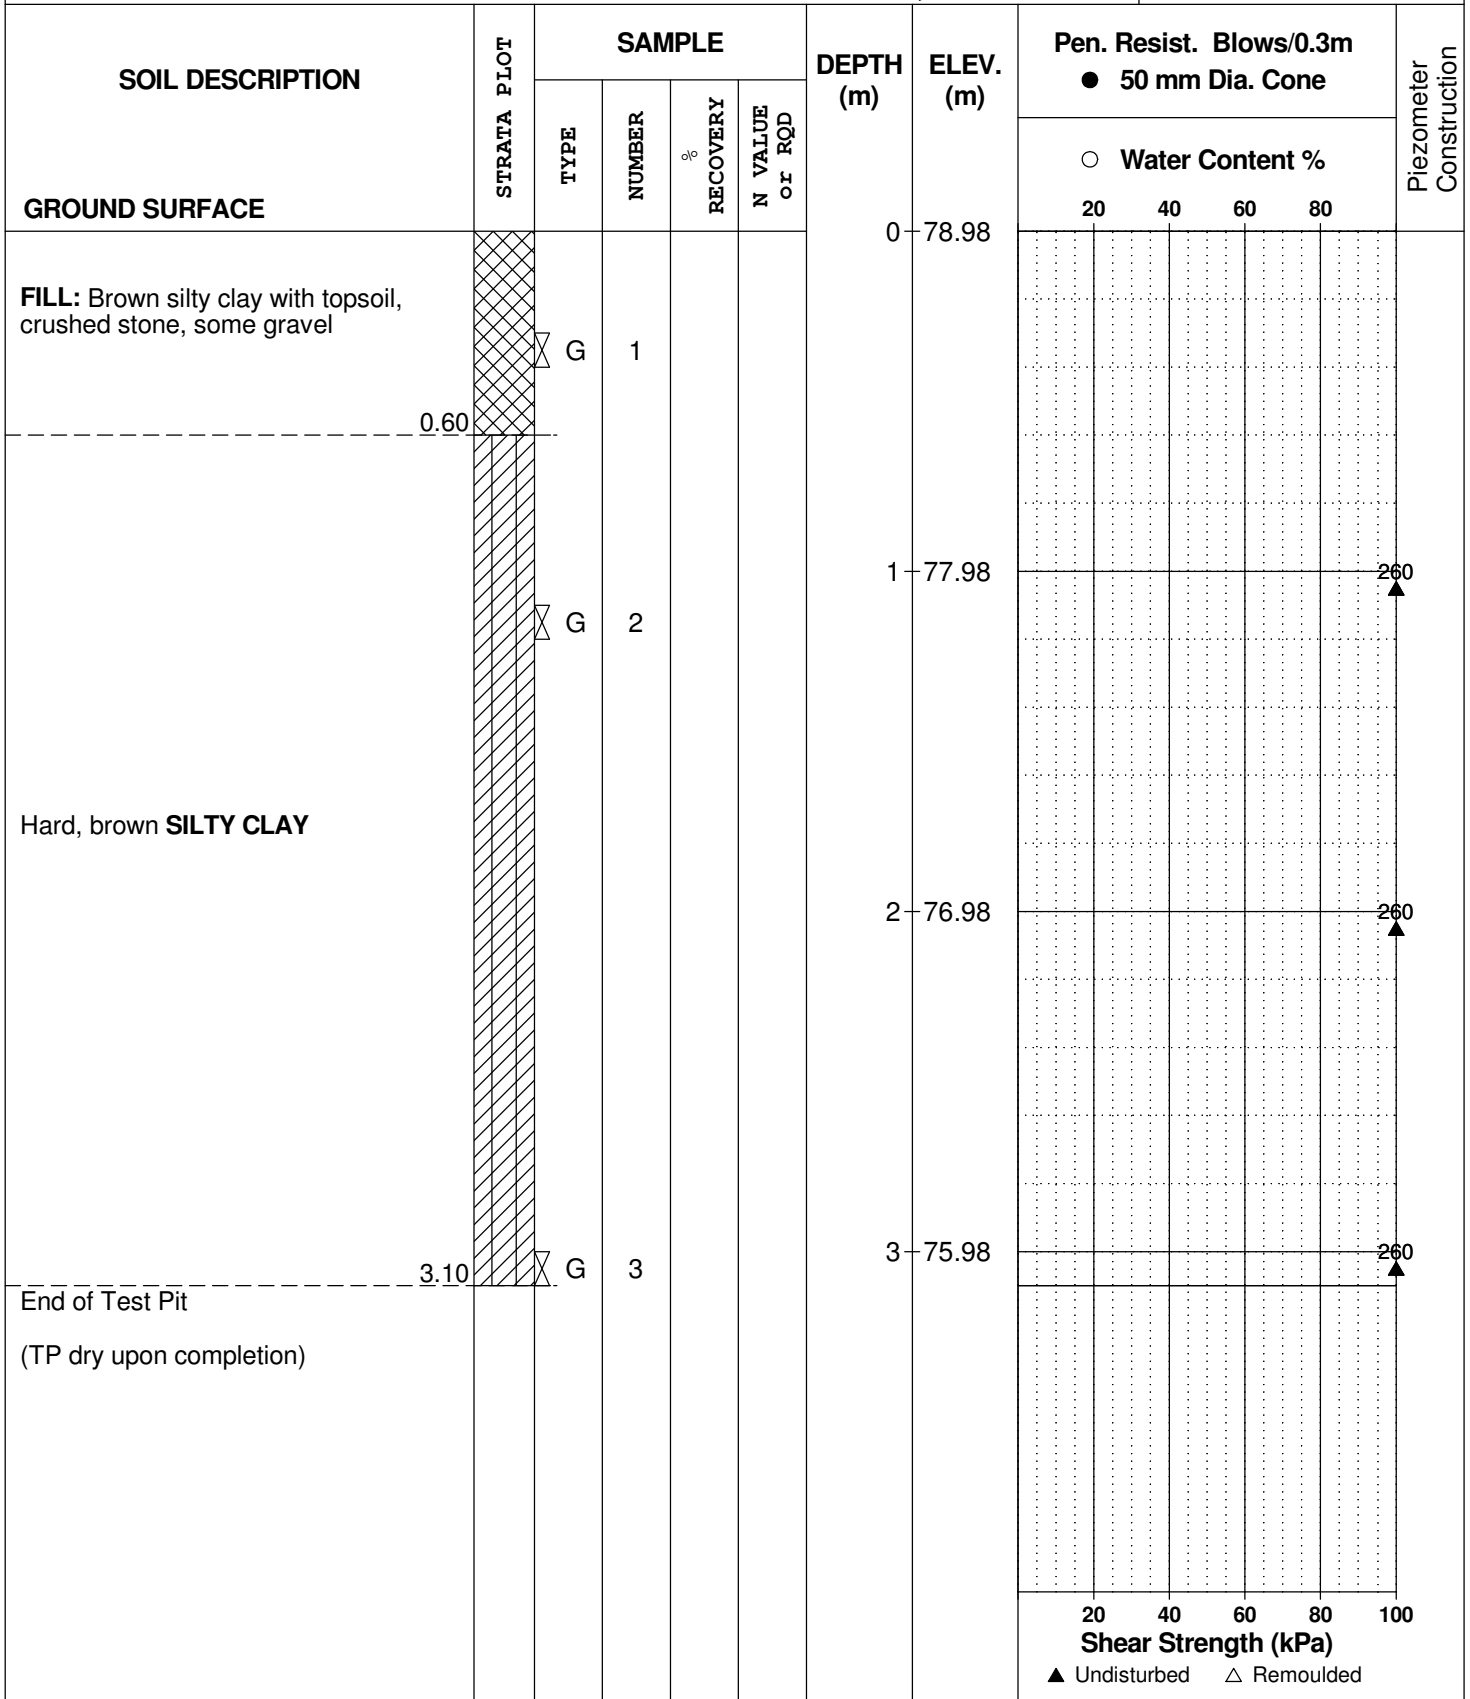 SOIL DESCRIPTION
GROUND SURFACE
STRATA PLOT
SAMPLE
TYPE
NUMBER
%
RECOVERY
N VALUE
or RQD
DEPTH
(m)
ELEV.
(m)
Pen. Resist. Blows/0.3m
● 50 mm Dia. Cone
○ Water Content %
20 40 60 80
Piezometer
Construction
0 78.98
FILL: Brown silty clay with topsoil,
crushed stone, some gravel
G 1
0.60
1 77.98 260
G 2
Hard, brown SILTY CLAY
2 76.98 260
3 75.98 260
3.10 G 3
End of Test Pit
(TP dry upon completion)
20 40 60 80 100
Shear Strength (kPa)
▲ Undisturbed △ Remoulded